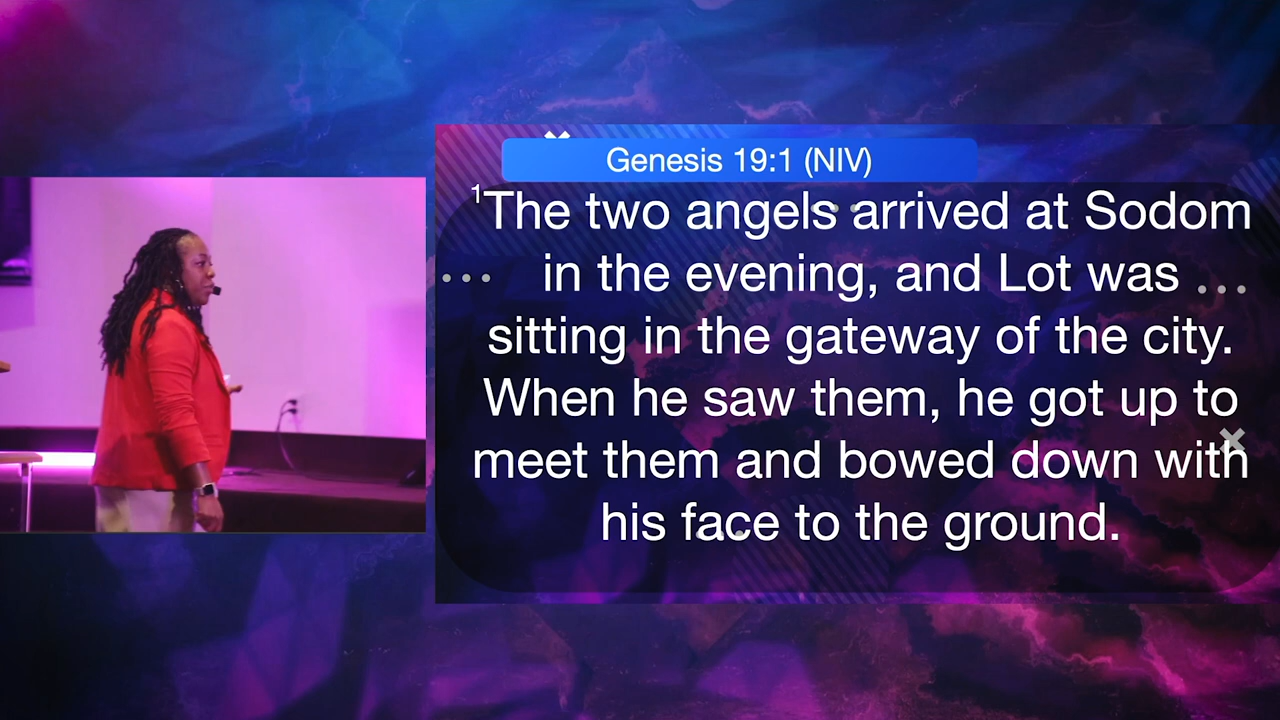 Genesis 19:1 (NIV)
1The two angels arrived at Sodom
in the evening, and Lot was
sitting in the gateway of the city.
When he saw them, he got up to
meet them and bowed down with
his face to the ground.